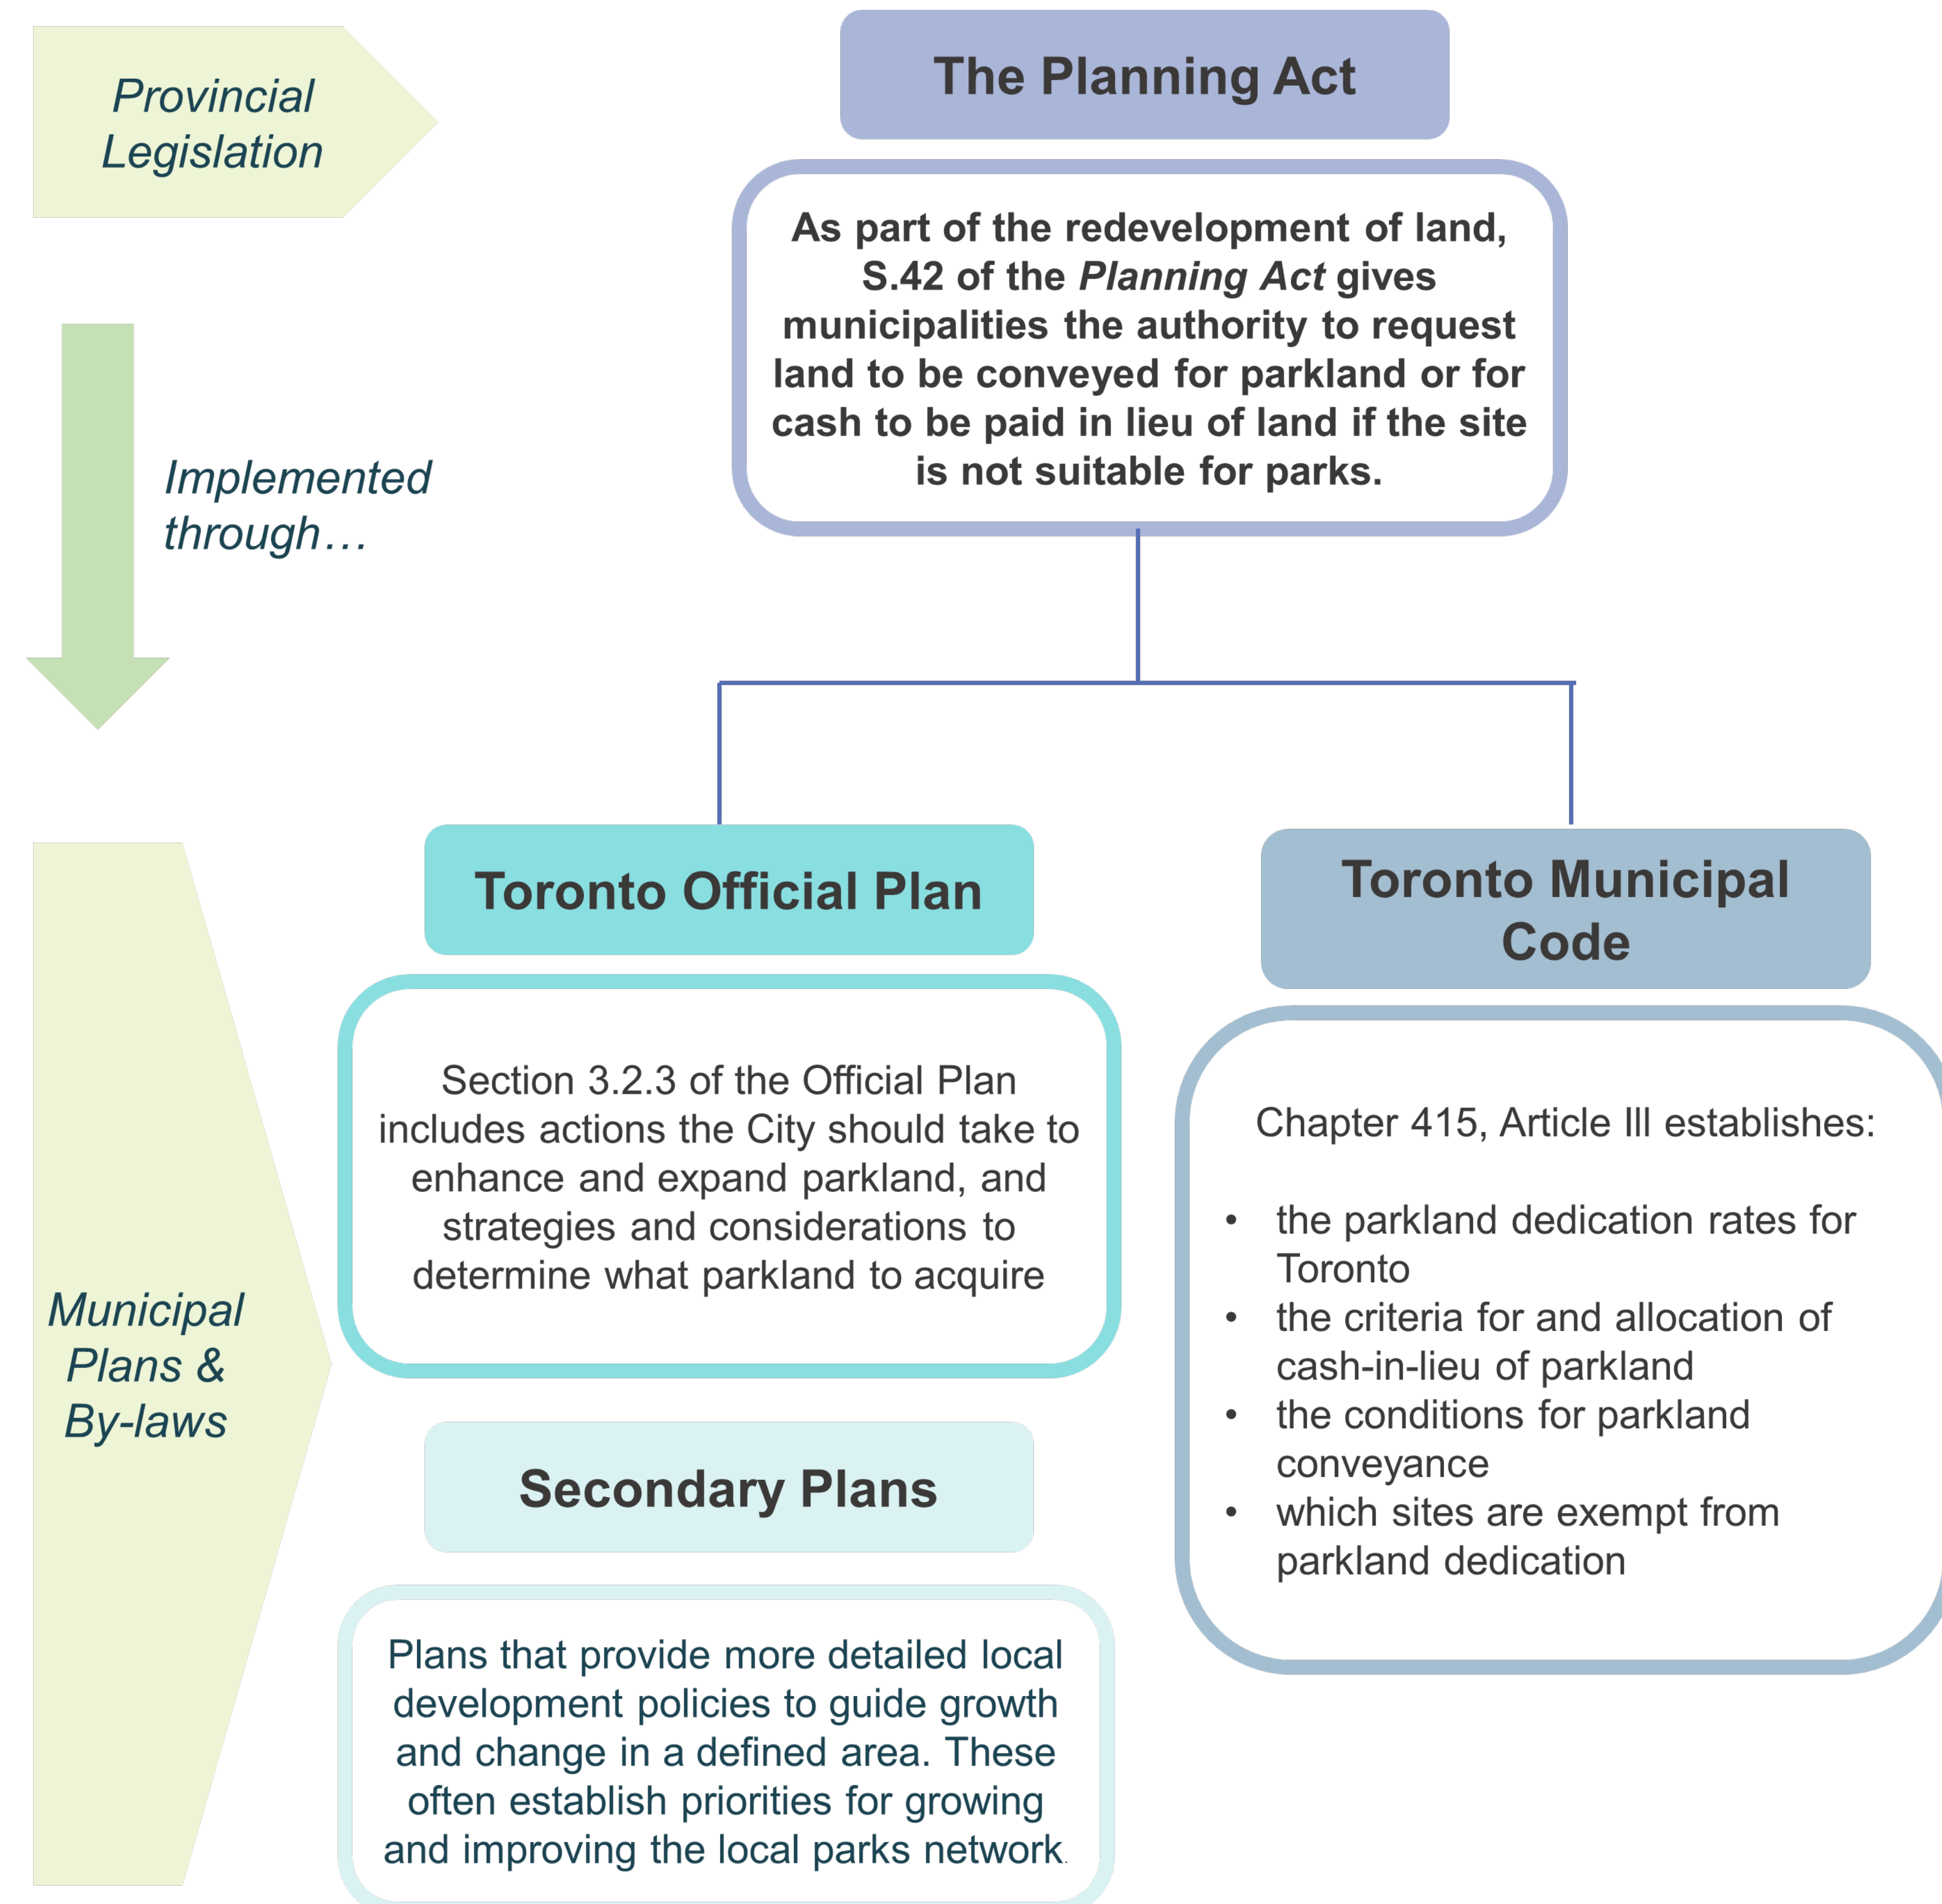 Provincial
Legislation
The Planning Act
As part of the redevelopment of land,
S.42 of the Planning Act gives
municipalities the authority to request
land to be conveyed for parkland or for
cash to be paid in lieu of land if the site
is not suitable for parks.
Implemented
through…
Municipal
Plans &
By-laws
Toronto Official Plan
Section 3.2.3 of the Official Plan
includes actions the City should take to
enhance and expand parkland, and
strategies and considerations to
determine what parkland to acquire
Secondary Plans
Plans that provide more detailed local
development policies to guide growth
and change in a defined area. These
often establish priorities for growing
and improving the local parks network.
Toronto Municipal
Code
Chapter 415, Article III establishes:
• the parkland dedication rates for
Toronto
• the criteria for and allocation of
cash-in-lieu of parkland
• the conditions for parkland
conveyance
• which sites are exempt from
parkland dedication